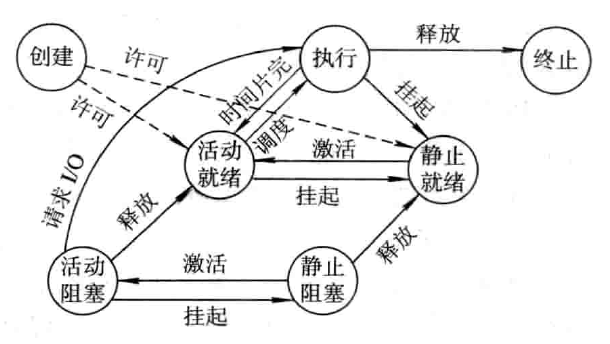 创建
许可
许可
请求 I/O
执行
释放
终止
时间片完
调度
挂起
活动
就绪
激活
挂起
静止
就绪
释放
释放
活动
阻塞
激活
挂起
静止
阻塞